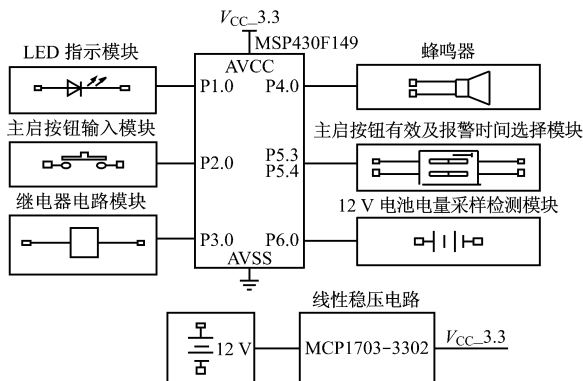 V_CC_3.3
MSP430F149
LED 指示模块
AVCC
蜂鸣器
P1.0
P4.0
主启按钮输入模块
主启按钮有效及报警时间选择模块
P2.0
P5.3
P5.4
继电器电路模块
12 V 电池电量采样检测模块
P3.0
P6.0
AVSS
线性稳压电路
12 V
MCP1703-3302
V_CC_3.3